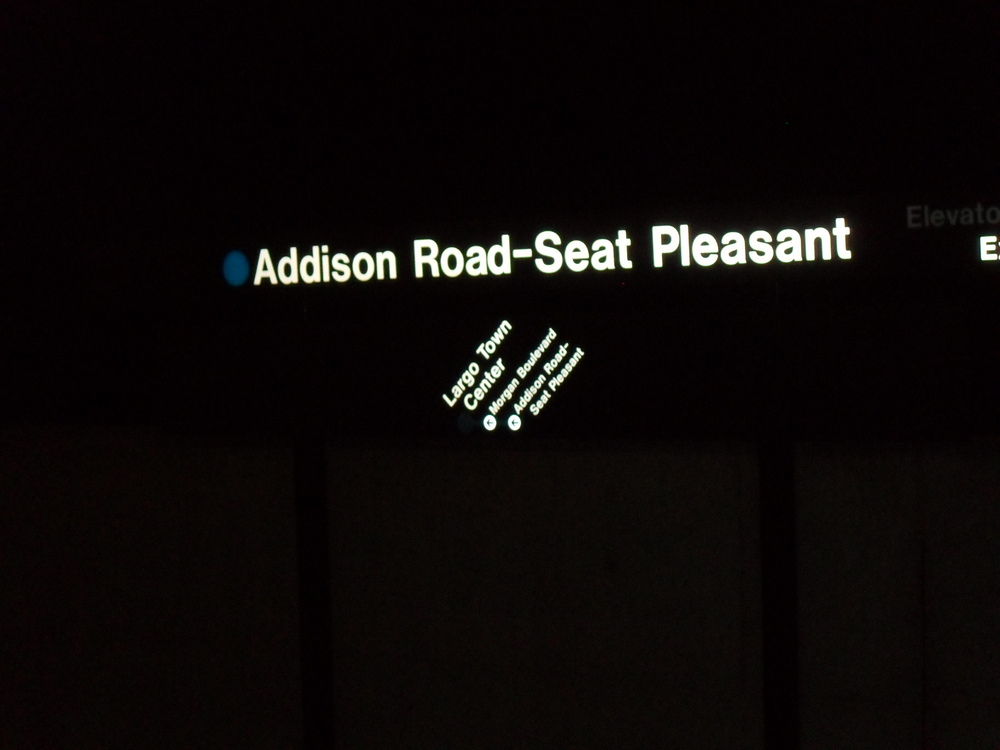 Addison Road-Seat Pleasant
Largo Town
Center
Morgan Boulevard
Addison Road-
Seat Pleasant